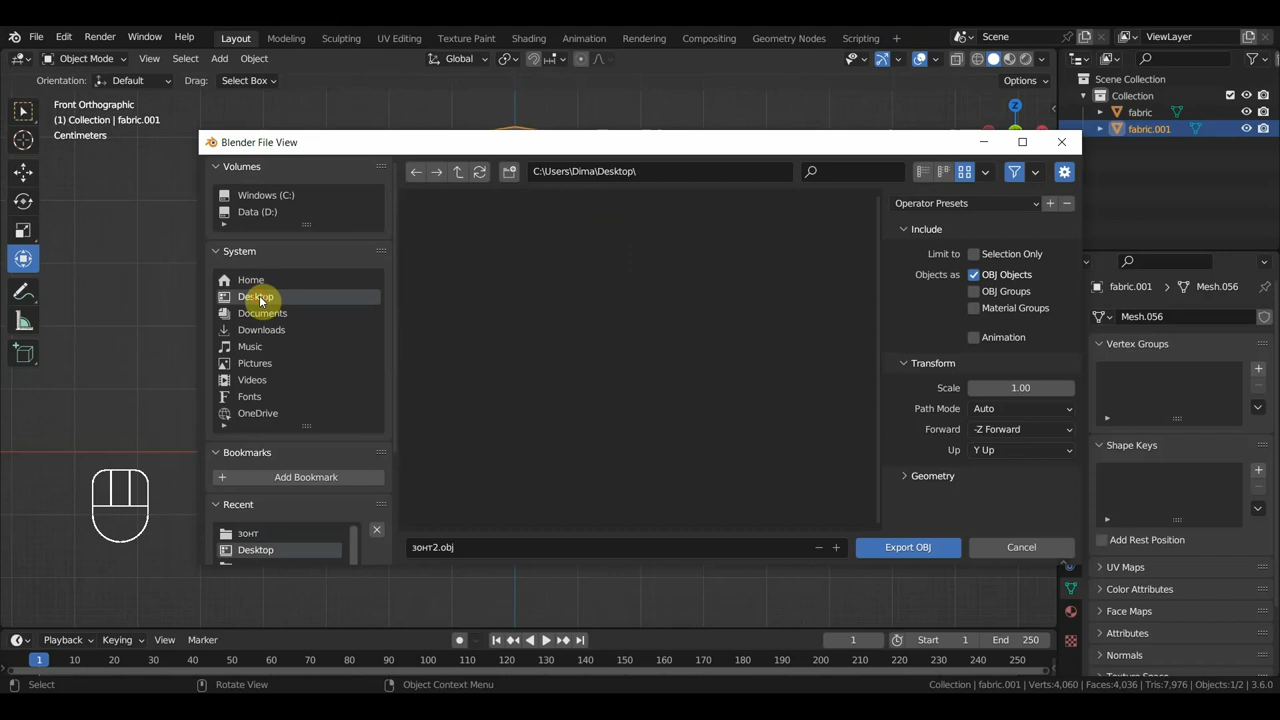 File Edit Render Window Help Layout Modeling Sculpting UV Editing Texture Paint Shading Animation Rendering Compositing Geometry Nodes Scripting + Scene ViewLayer
Object Mode View Select Add Object Global Options
Orientation: Default Drag: Select Box
Front Orthographic
(1) Collection | fabric.001
Centimeters
Z
Scene Collection
Collection
fabric
fabric.001
Blender File View
Volumes
Windows (C:)
Data (D:)
System
Home
Desktop
Documents
Downloads
Music
Pictures
Videos
Fonts
OneDrive
Bookmarks
Add Bookmark
Recent
зонт
Desktop
C:\Users\Dima\Desktop\
зонт2.obj
Operator Presets
Include
Limit to Selection Only
Objects as OBJ Objects
OBJ Groups
Material Groups
Animation
Transform
Scale 1.00
Path Mode Auto
Forward -Z Forward
Up Y Up
Geometry
Export OBJ Cancel
fabric.001 Mesh.056
Mesh.056
Vertex Groups
Shape Keys
Add Rest Position
UV Maps
Color Attributes
Face Maps
Attributes
Normals
Texture Space
Playback Keying View Marker 1 Start 1 End 250
1 10 20 30 40 50 60 70 80 90 100 110 120 130 140 150 160 170 180 190 200 210 220 230 240 250
Select Rotate View Object Context Menu Collection | fabric.001 | Verts:4,060 | Faces:4,036 | Tris:7,976 | Objects:1/2 | 3.6.0